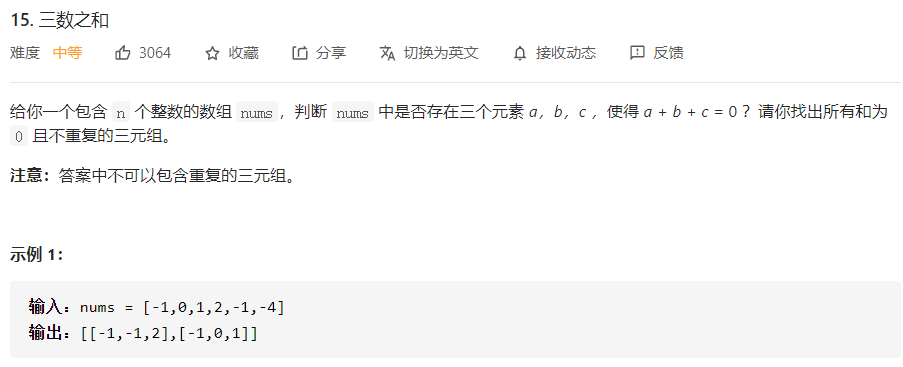 15. 三数之和
难度 中等 3064 收藏 分享 切换为英文 接收动态 反馈
给你一个包含 n 个整数的数组 nums ，判断 nums 中是否存在三个元素 a，b，c ，使得 a + b + c = 0 ？请你找出所有和为
0 且不重复的三元组。
注意：答案中不可以包含重复的三元组。
示例 1：
输入：nums = [-1,0,1,2,-1,-4]
输出：[[-1,-1,2],[-1,0,1]]